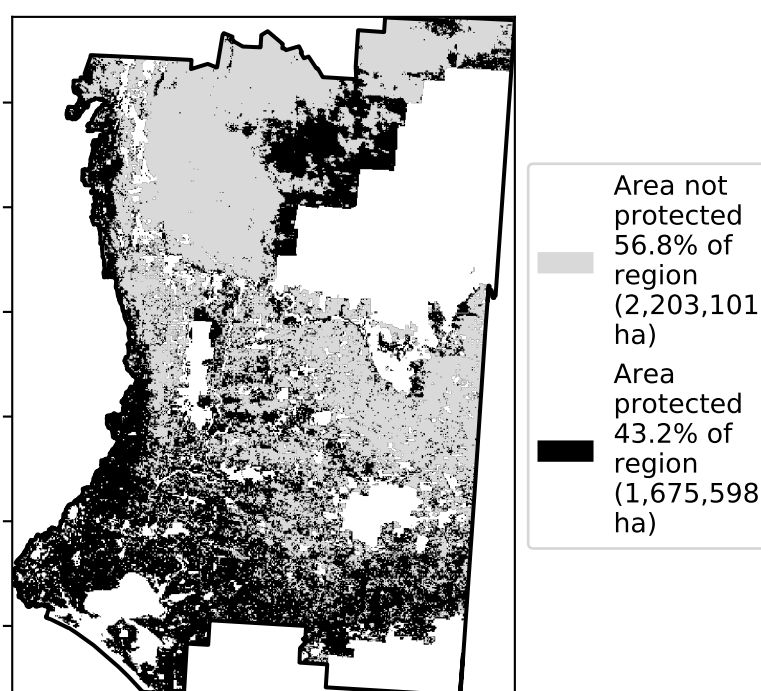 Area not
protected
56.8% of
region
(2,203,101
ha)
Area
protected
43.2% of
region
(1,675,598
ha)